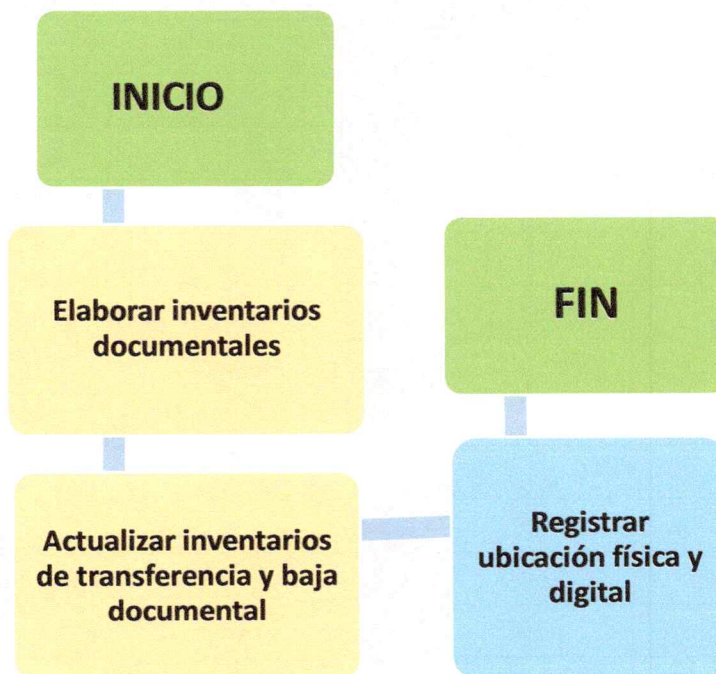 INICIO
Elaborar inventarios
documentales
Actualizar inventarios
de transferencia y baja
documental
Registrar
ubicación física y
digital
FIN